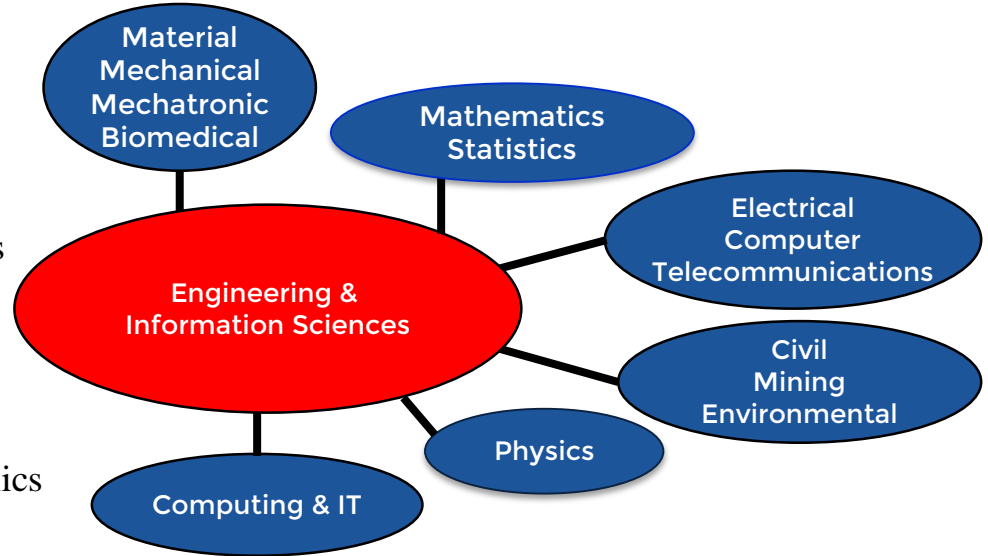 Material
Mechanical
Mechatronic
Biomedical
Mathematics
Statistics
Electrical
Computer
Telecommunications
Engineering &
Information Sciences
Civil
Mining
Environmental
Physics
Computing & IT